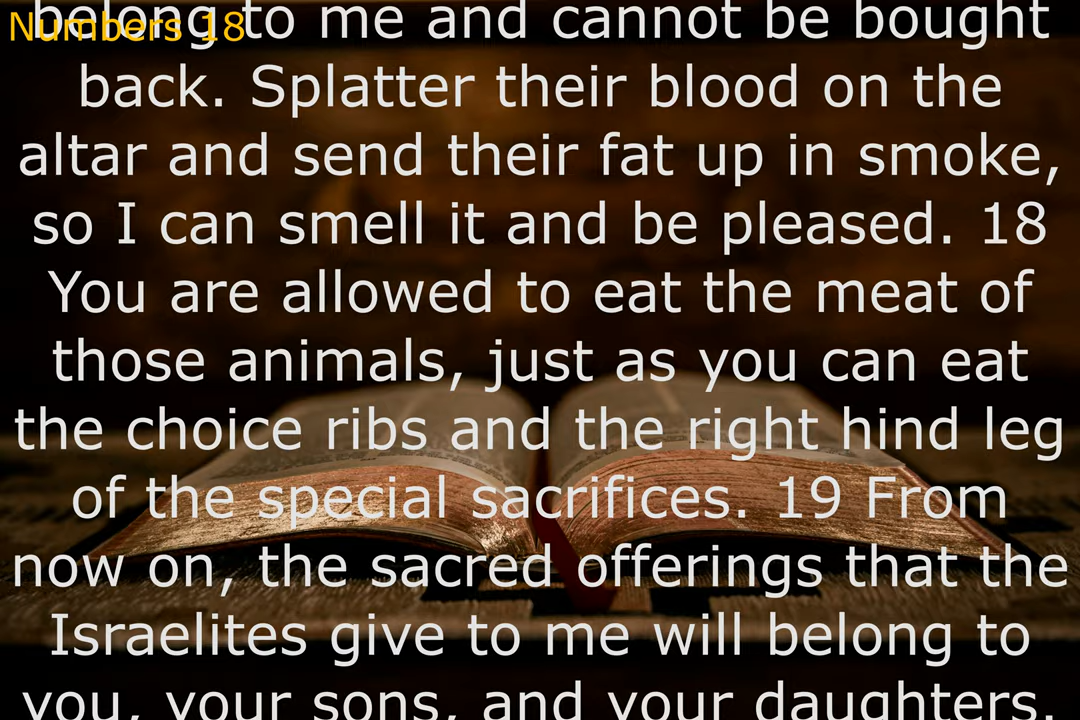 Numbers 18
belong to me and cannot be bought
back. Splatter their blood on the
altar and send their fat up in smoke,
so I can smell it and be pleased. 18
You are allowed to eat the meat of
those animals, just as you can eat
the choice ribs and the right hind leg
of the special sacrifices. 19 From
now on, the sacred offerings that the
Israelites give to me will belong to
you, your sons, and your daughters.